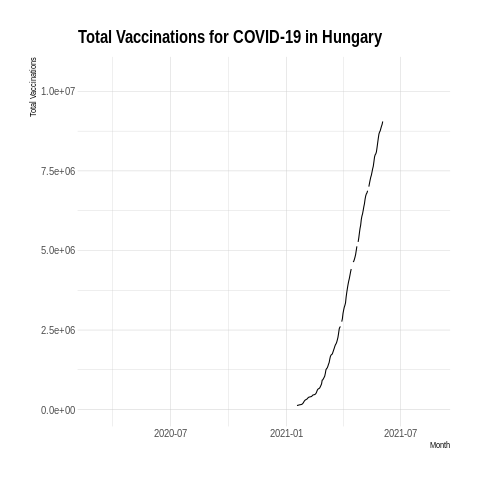 Total Vaccinations for COVID-19 in Hungary
Total Vaccinations
1.0e+07
7.5e+06
5.0e+06
2.5e+06
0.0e+00
2020-07
2021-01
2021-07
Month